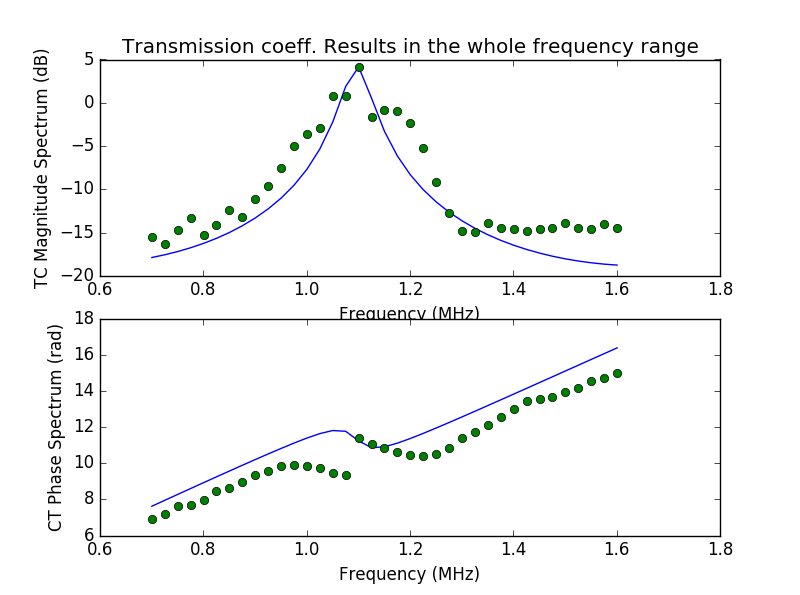 Transmission coeff. Results in the whole frequency range
TC Magnitude Spectrum (dB)
5
0
−5
−10
−15
−20
0.6 0.8 1.0 1.2 1.4 1.6 1.8
Frequency (MHz)
CT Phase Spectrum (rad)
18
16
14
12
10
8
6
0.6 0.8 1.0 1.2 1.4 1.6 1.8
Frequency (MHz)